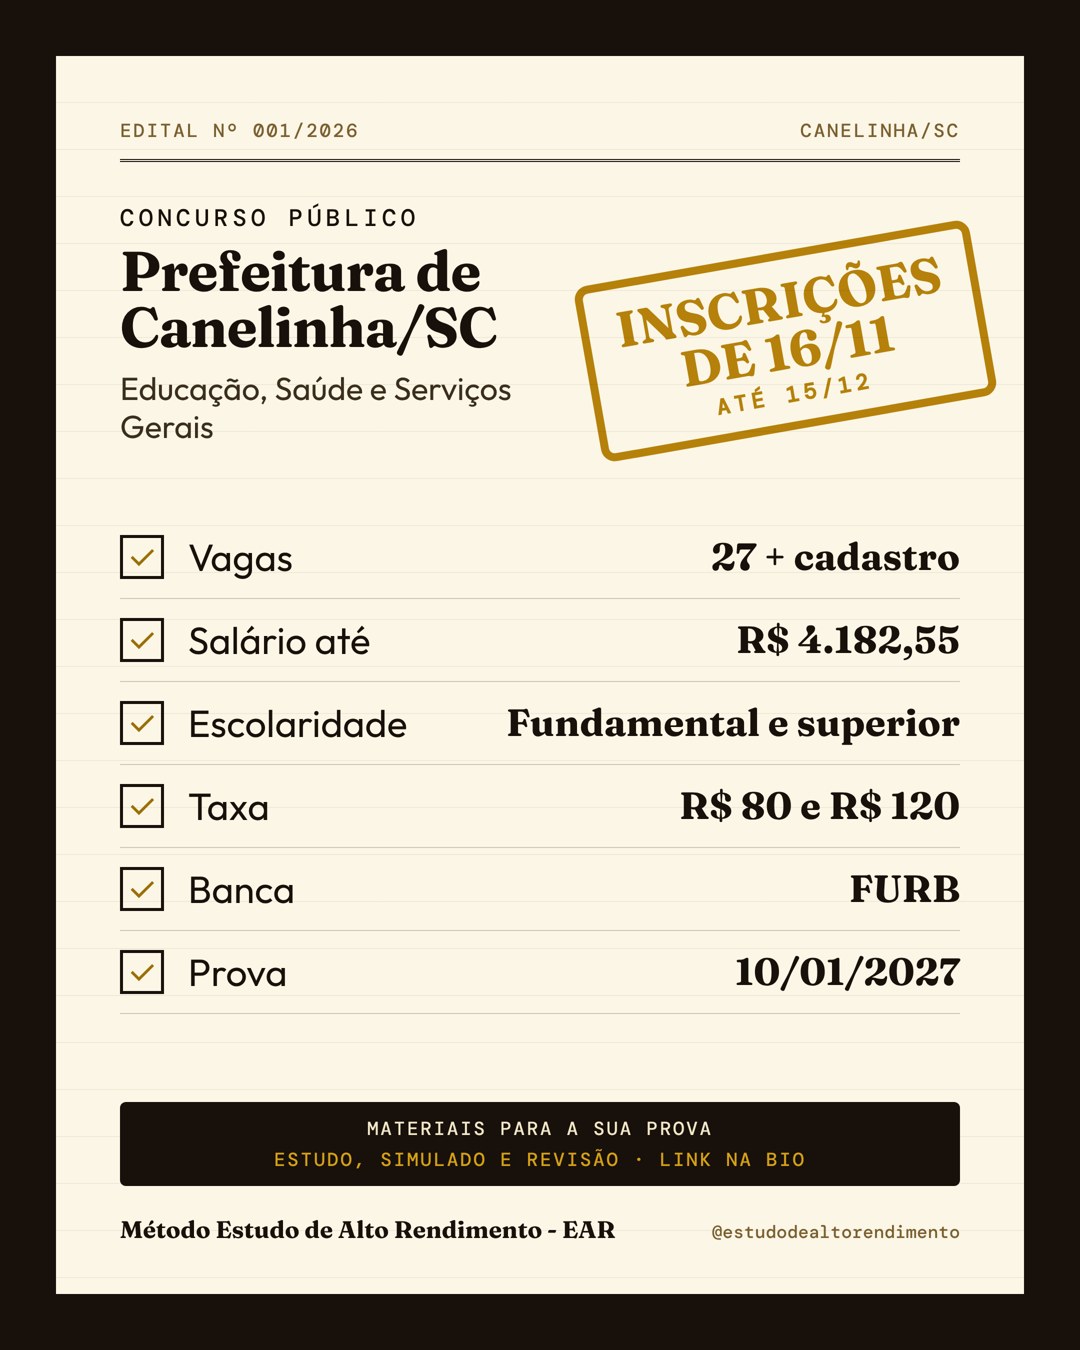 EDITAL Nº 001/2026
CANELINHA/SC
CONCURSO PÚBLICO
Prefeitura de
Canelinha/SC
Educação, Saúde e Serviços
Gerais
INSCRIÇÕES
DE 16/11
ATÉ 15/12
Vagas 27 + cadastro
Salário até R$ 4.182,55
Escolaridade Fundamental e superior
Taxa R$ 80 e R$ 120
Banca FURB
Prova 10/01/2027
MATERIAIS PARA A SUA PROVA
ESTUDO, SIMULADO E REVISÃO · LINK NA BIO
Método Estudo de Alto Rendimento - EAR
@estudodealtorendimento